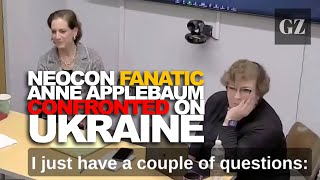 GZ
NEOCON FANATIC
ANNE APPLEBAUM
CONFRONTED ON
UKRAINE
I just have a couple of questions: